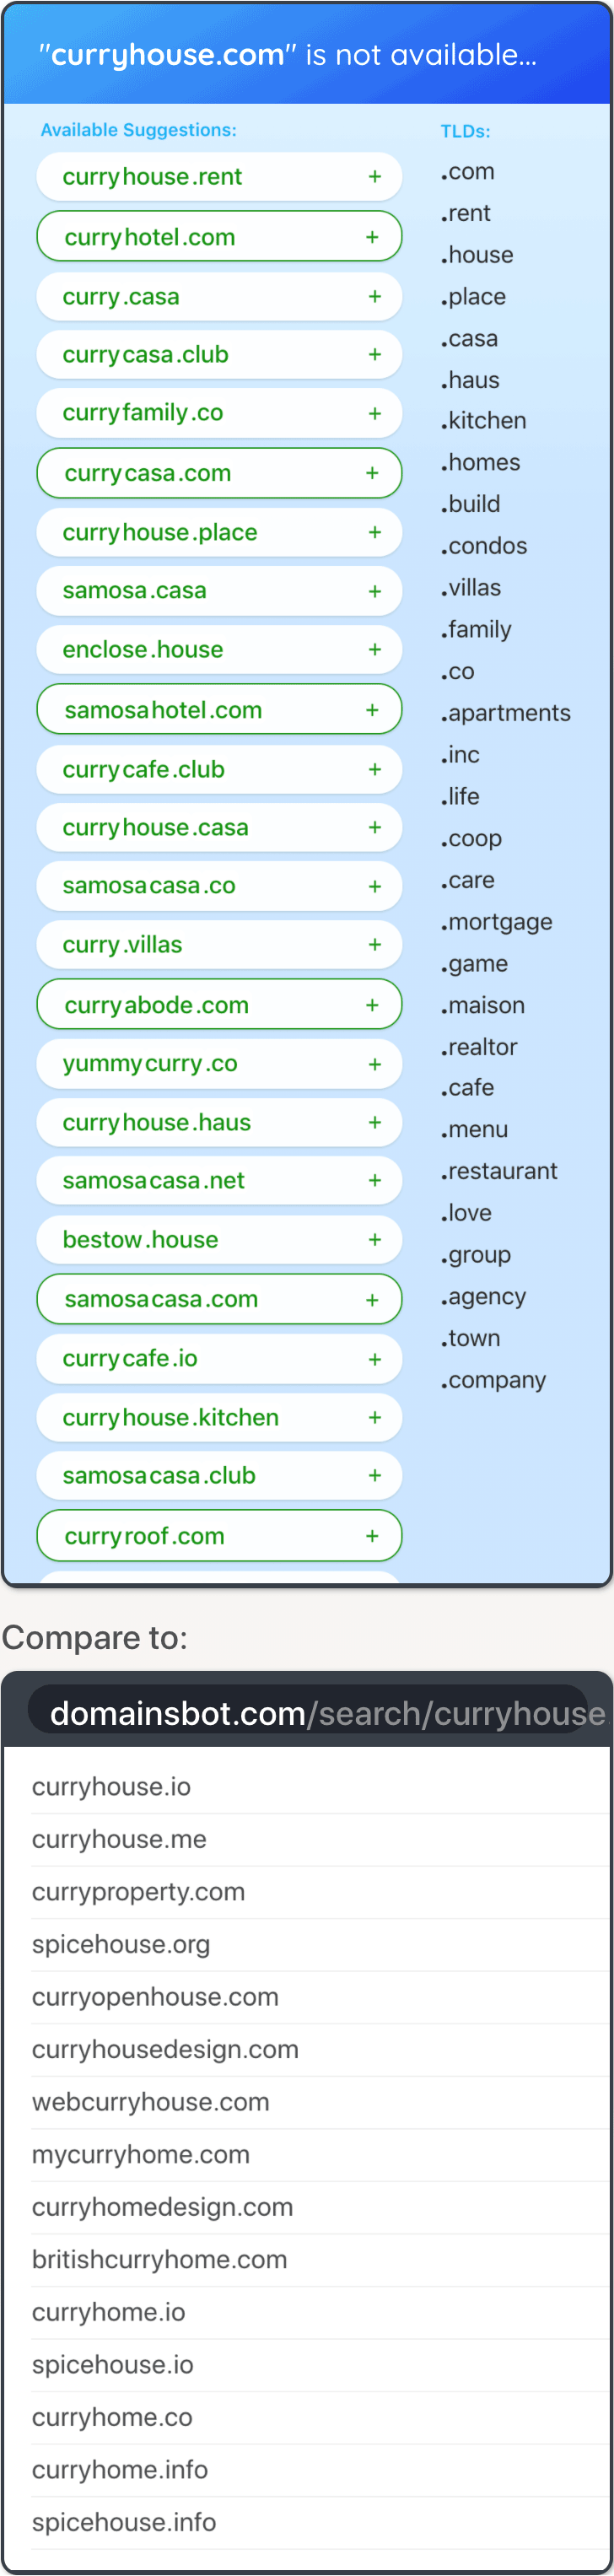 "curryhouse.com" is not available...
Available Suggestions:
curryhouse.rent +
curryhotel.com +
curry.casa +
currycasa.club +
curryfamily.co +
currycasa.com +
curryhouse.place +
samosa.casa +
enclose.house +
samosahotel.com +
currycafe.club +
curryhouse.casa +
samosacasa.co +
curry.villas +
curryabode.com +
yummycurry.co +
curryhouse.haus +
samosacasa.net +
bestow.house +
samosacasa.com +
currycafe.io +
curryhouse.kitchen +
samosacasa.club +
curryroof.com +
TLDs:
.com
.rent
.house
.place
.casa
.haus
.kitchen
.homes
.build
.condos
.villas
.family
.co
.apartments
.inc
.life
.coop
.care
.mortgage
.game
.maison
.realtor
.cafe
.menu
.restaurant
.love
.group
.agency
.town
.company
Compare to:
domainsbot.com/search/curryhouse
curryhouse.io
curryhouse.me
curryproperty.com
spicehouse.org
curryopenhouse.com
curryhousedesign.com
webcurryhouse.com
mycurryhome.com
curryhomedesign.com
britishcurryhome.com
curryhome.io
spicehouse.io
curryhome.co
curryhome.info
spicehouse.info